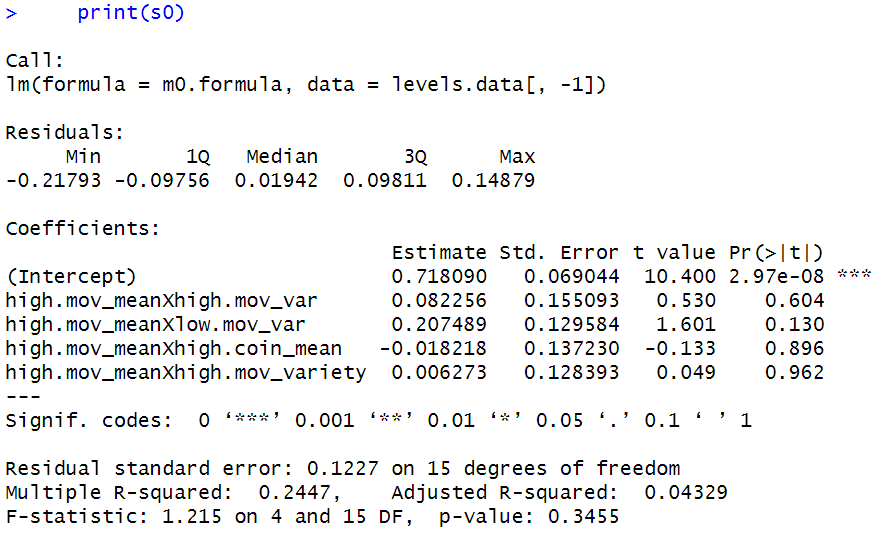 >     print(s0)

Call:
lm(formula = m0.formula, data = levels.data[, -1])

Residuals:
     Min       1Q   Median       3Q      Max
-0.21793 -0.09756  0.01942  0.09811  0.14879

Coefficients:
                                Estimate Std. Error t value Pr(>|t|)
(Intercept)                     0.718090   0.069044  10.400 2.97e-08 ***
high.mov_meanXhigh.mov_var      0.082256   0.155093   0.530    0.604
high.mov_meanXlow.mov_var       0.207489   0.129584   1.601    0.130
high.mov_meanXhigh.coin_mean   -0.018218   0.137230  -0.133    0.896
high.mov_meanXhigh.mov_variety  0.006273   0.128393   0.049    0.962
---
Signif. codes:  0 ‘***’ 0.001 ‘**’ 0.01 ‘*’ 0.05 ‘.’ 0.1 ‘ ’ 1

Residual standard error: 0.1227 on 15 degrees of freedom
Multiple R-squared:  0.2447,    Adjusted R-squared:  0.04329
F-statistic: 1.215 on 4 and 15 DF,  p-value: 0.3455